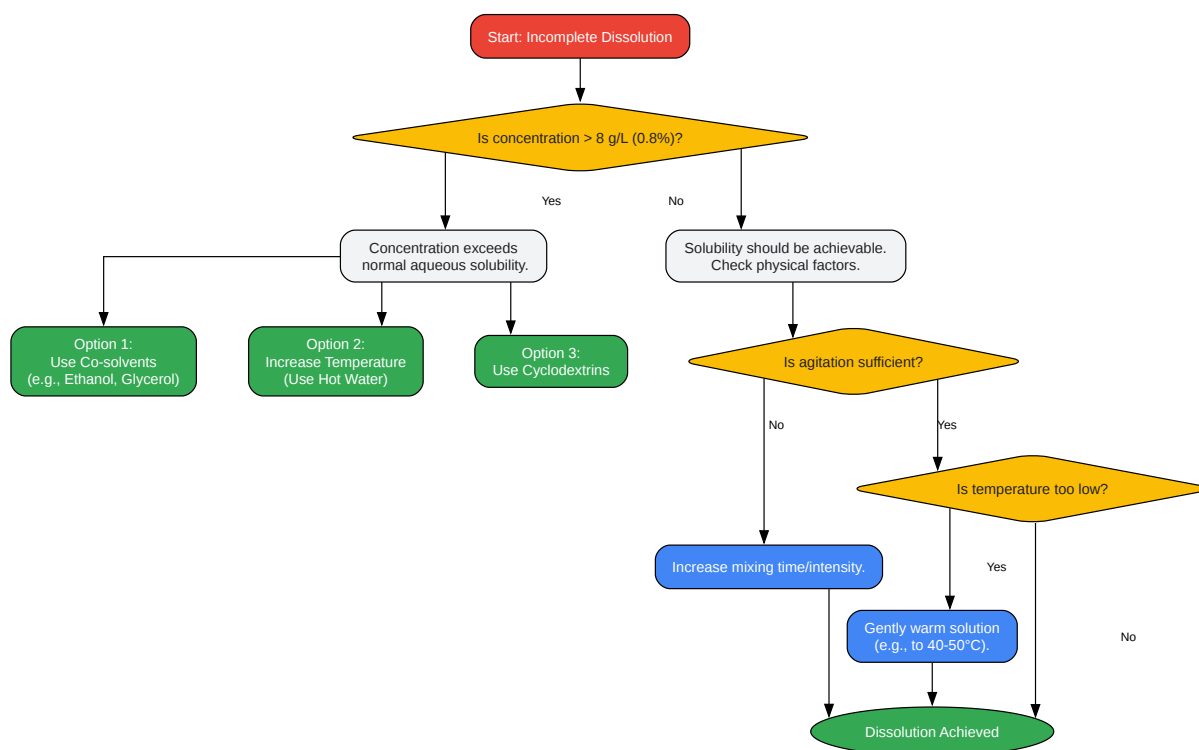 Start: Incomplete Dissolution
Is concentration > 8 g/L (0.8%)?
Yes
No
Concentration exceeds
normal aqueous solubility.
Solubility should be achievable.
Check physical factors.
Option 1:
Use Co-solvents
(e.g., Ethanol, Glycerol)
Option 2:
Increase Temperature
(Use Hot Water)
Option 3:
Use Cyclodextrins
Is agitation sufficient?
No
Yes
Is temperature too low?
Increase mixing time/intensity.
Yes
Gently warm solution
(e.g., to 40-50°C).
No
Dissolution Achieved